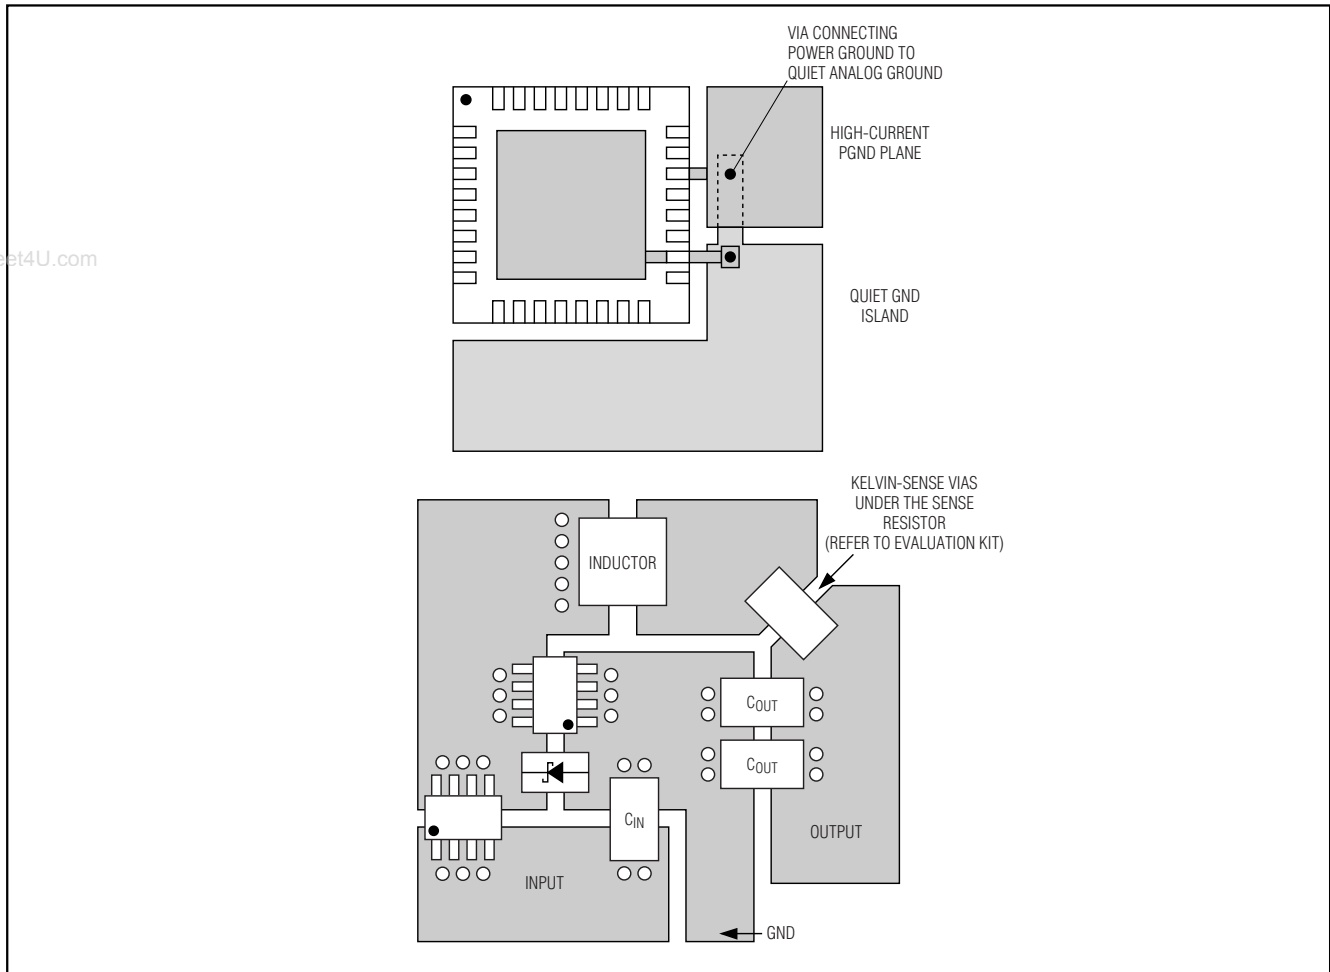 VIA CONNECTING
POWER GROUND TO
QUIET ANALOG GROUND
HIGH-CURRENT
PGND PLANE
eet4U.com
QUIET GND
ISLAND
KELVIN-SENSE VIAS
UNDER THE SENSE
RESISTOR
(REFER TO EVALUATION KIT)
INDUCTOR
COUT
COUT
CIN
OUTPUT
INPUT
GND